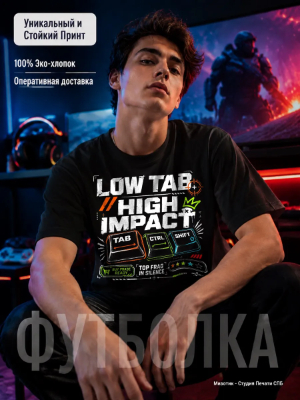 Уникальный и
Стойкий Принт
100% Эко-хлопок
Оперативная доставка
LOW TAB
// HIGH
IMPACT
TAB
CTRL
SHIFT
TOP FRAG
IN SILENCE
ФУТБОЛКА
Мвостик - Студия Печати СПБ